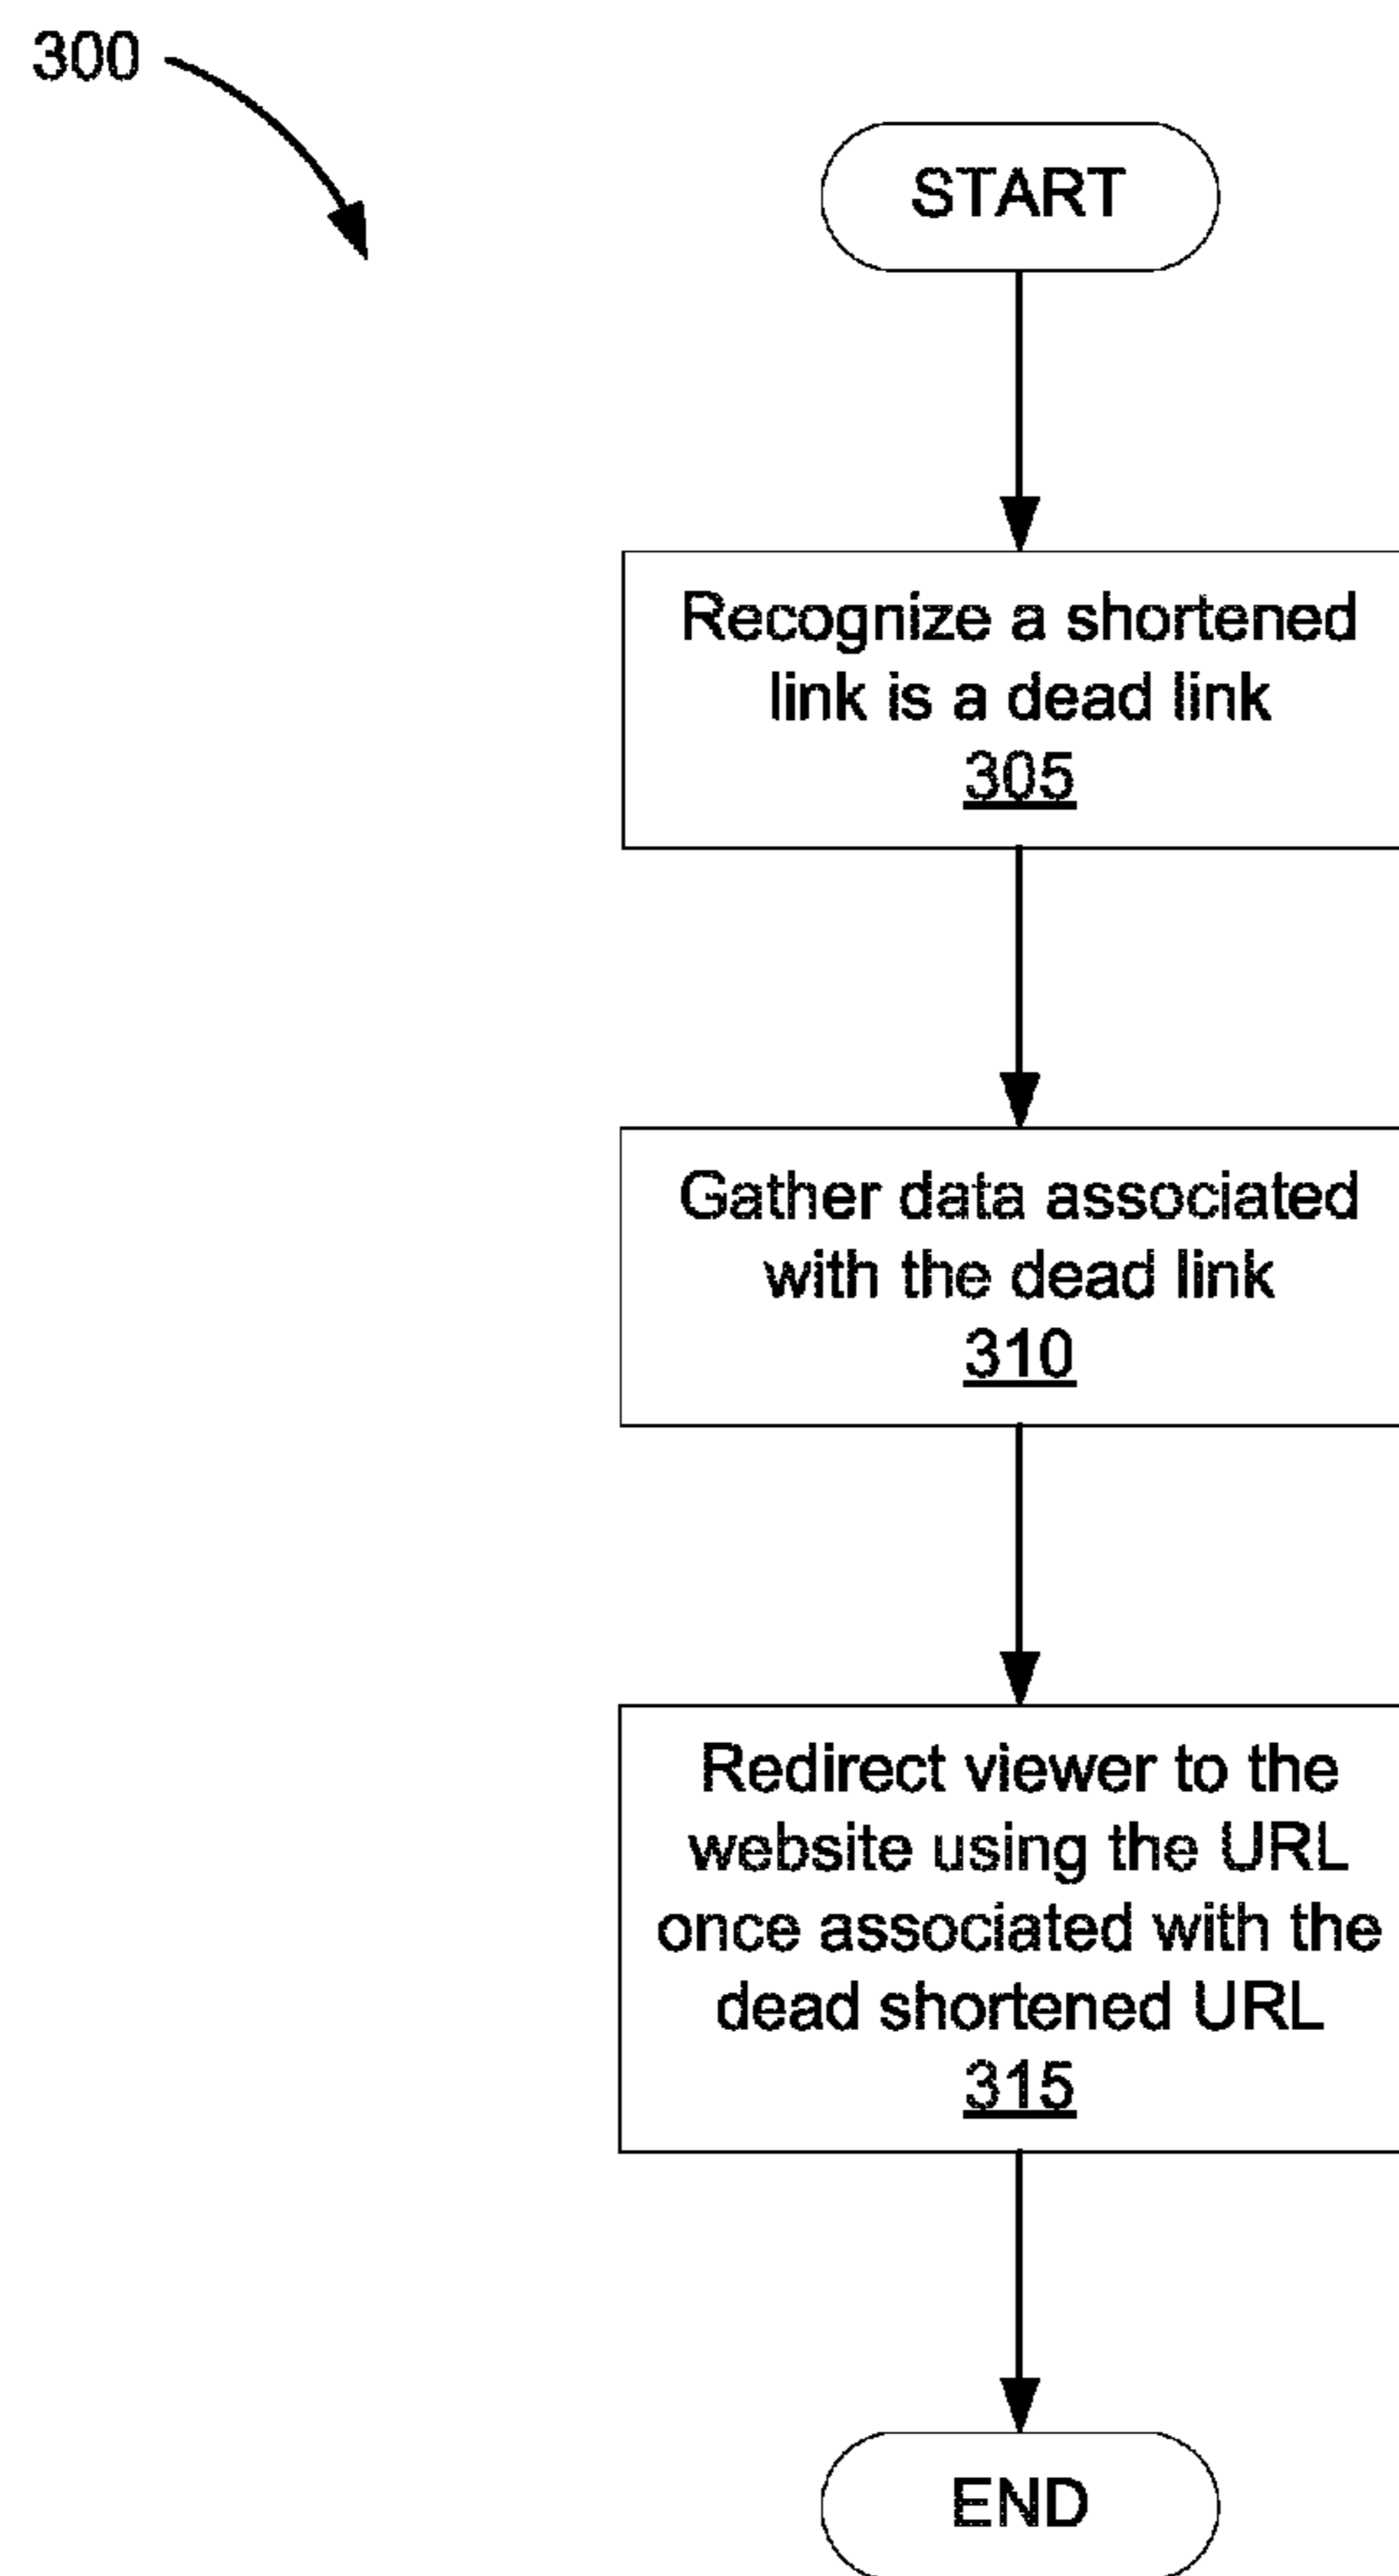 300
START
Recognize a shortened
link is a dead link
305
Gather data associated
with the dead link
310
Redirect viewer to the
website using the URL
once associated with the
dead shortened URL
315
END